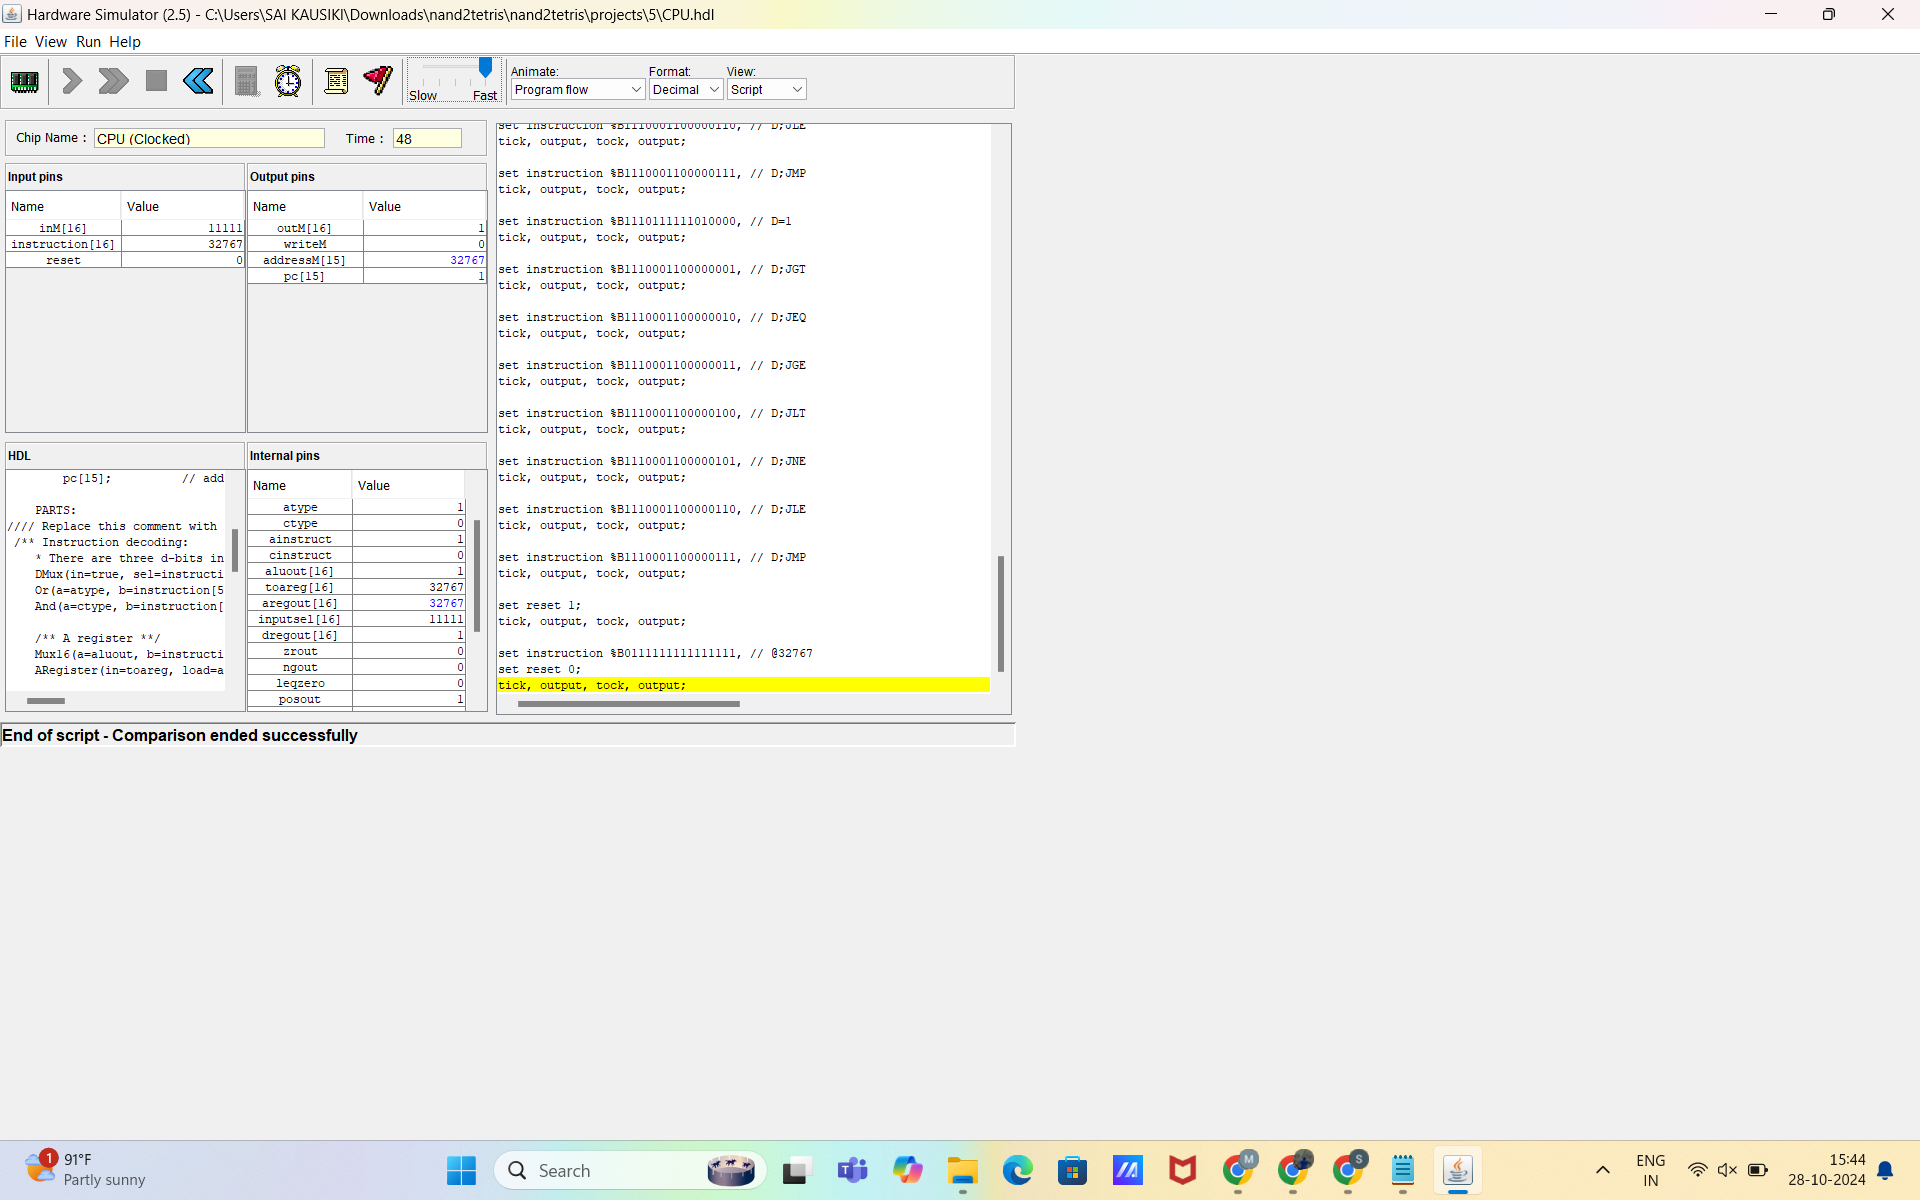 Hardware Simulator (2.5) - C:\Users\SAI KAUSIKI\Downloads\nand2tetris\nand2tetris\projects\5\CPU.hdl
File View Run Help
Slow Fast
Animate: Format: View:
Program flow Decimal Script
Chip Name : CPU (Clocked) Time : 48
Input pins
Name Value
inM[16] 11111
instruction[16] 32767
reset 0
Output pins
Name Value
outM[16] 1
writeM 0
addressM[15] 32767
pc[15] 1
HDL
pc[15]; // add
PARTS:
//// Replace this comment with
/** Instruction decoding:
* There are three d-bits in
DMux(in=true, sel=instructi
Or(a=atype, b=instruction[5
And(a=ctype, b=instruction[
/** A register **/
Mux16(a=aluout, b=instructi
ARegister(in=toareg, load=a
Internal pins
Name Value
atype 1
ctype 0
ainstruct 1
cinstruct 0
aluout[16] 1
toareg[16] 32767
aregout[16] 32767
inputsel[16] 11111
dregout[16] 1
zrout 0
ngout 0
leqzero 0
posout 1
set instruction %B1110001100000110, // D;JLE
tick, output, tock, output;
set instruction %B1110001100000111, // D;JMP
tick, output, tock, output;
set instruction %B1110111111010000, // D=1
tick, output, tock, output;
set instruction %B1110001100000001, // D;JGT
tick, output, tock, output;
set instruction %B1110001100000010, // D;JEQ
tick, output, tock, output;
set instruction %B1110001100000011, // D;JGE
tick, output, tock, output;
set instruction %B1110001100000100, // D;JLT
tick, output, tock, output;
set instruction %B1110001100000101, // D;JNE
tick, output, tock, output;
set instruction %B1110001100000110, // D;JLE
tick, output, tock, output;
set instruction %B1110001100000111, // D;JMP
tick, output, tock, output;
set reset 1;
tick, output, tock, output;
set instruction %B0111111111111111, // @32767
set reset 0;
tick, output, tock, output;
End of script - Comparison ended successfully
1
91°F
Partly sunny
Search
M
S
ENG
IN
15:44
28-10-2024